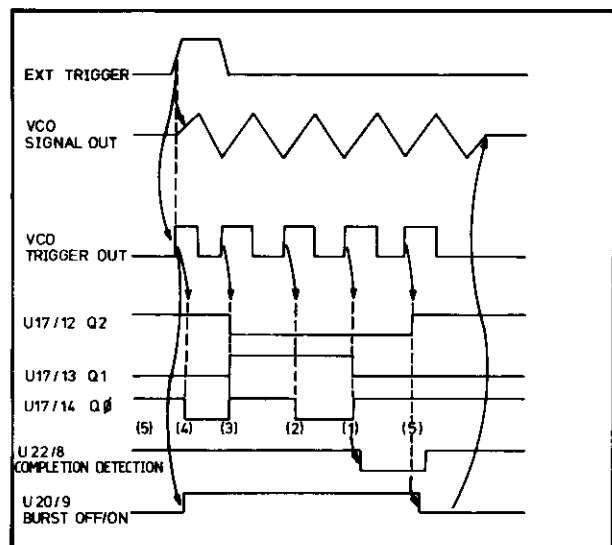 EXT TRIGGER
VCO
SIGNAL OUT
VCO
TRIGGER OUT
U17/12 Q2
U17/13 Q1
U17/14 QØ
(5) (4) (3) (2) (1) (5)
U22/8
COMPLETION DETECTION
U20/9
BURST OFF/ON